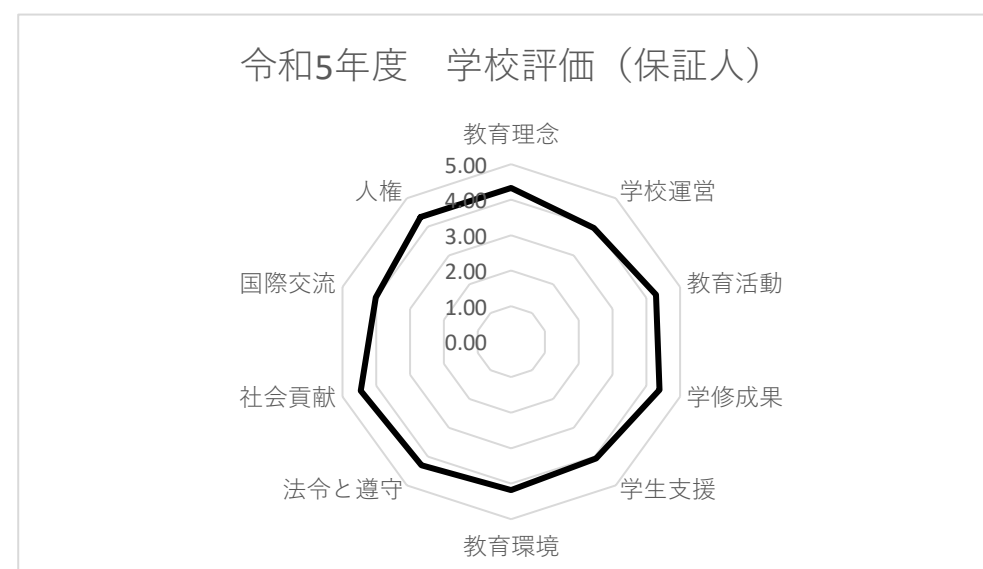 令和5年度　学校評価（保証人）
教育理念
5.00
人権
学校運営
4.00
3.00
国際交流
2.00
教育活動
1.00
0.00
社会貢献
学修成果
法令と遵守
学生支援
教育環境